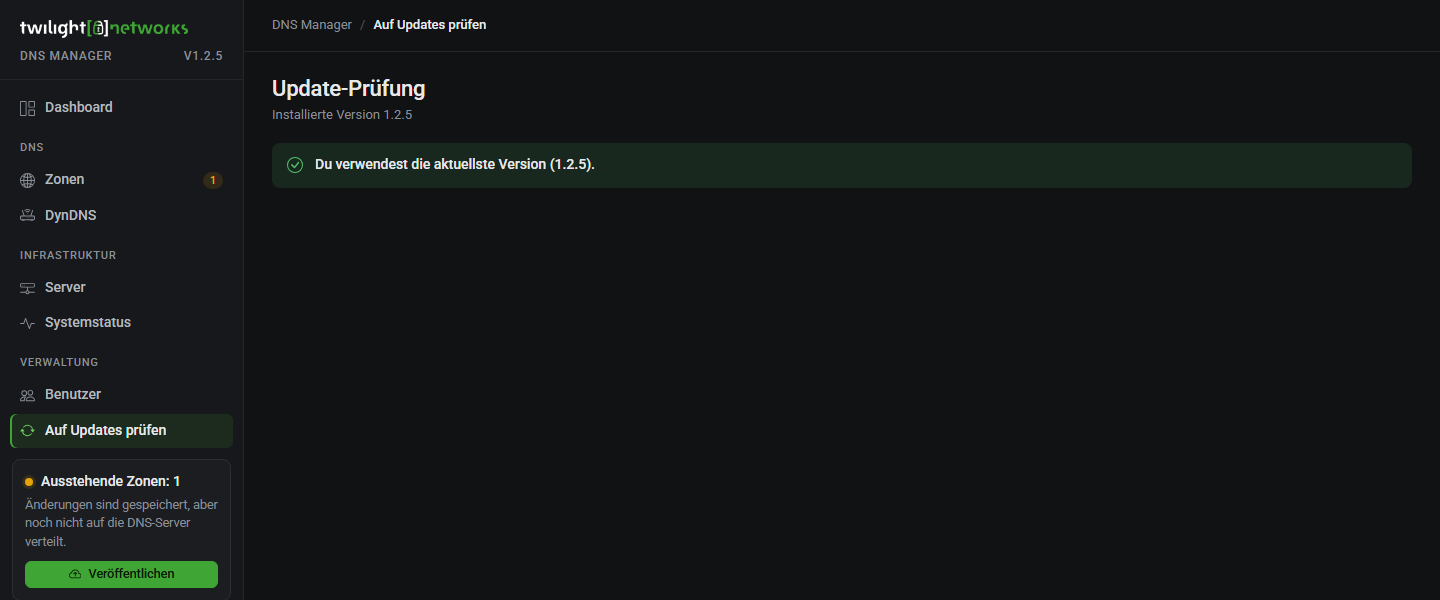 twilight[]networks
DNS MANAGER V1.2.5
Dashboard
DNS
Zonen 1
DynDNS
INFRASTRUKTUR
Server
Systemstatus
VERWALTUNG
Benutzer
Auf Updates prüfen
Ausstehende Zonen: 1
Änderungen sind gespeichert, aber
noch nicht auf die DNS-Server
verteilt.
Veröffentlichen
DNS Manager / Auf Updates prüfen
Update-Prüfung
Installierte Version 1.2.5
Du verwendest die aktuellste Version (1.2.5).